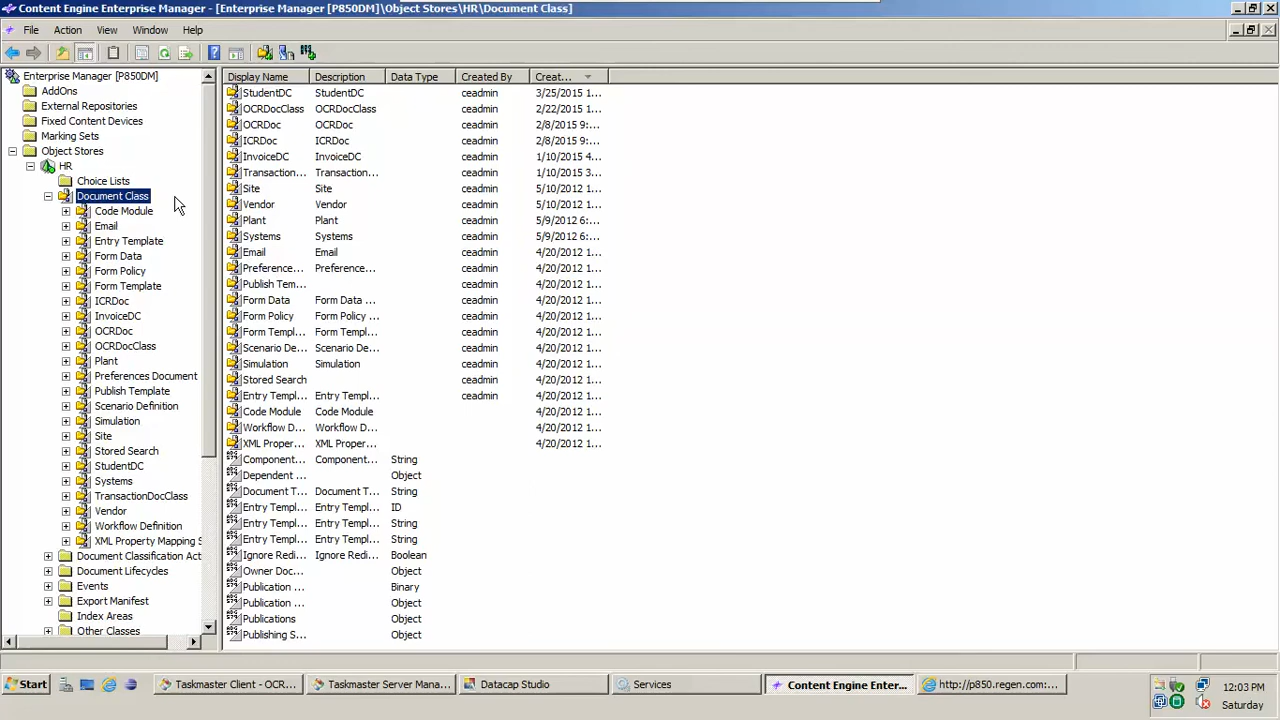 Content Engine Enterprise Manager - [Enterprise Manager [P850DM]\Object Stores\HR\Document Class]
File Action View Window Help
Enterprise Manager [P850DM]
AddOns
External Repositories
Fixed Content Devices
Marking Sets
Object Stores
HR
Choice Lists
Document Class
Code Module
Email
Entry Template
Form Data
Form Policy
Form Template
ICRDoc
InvoiceDC
OCRDoc
OCRDocClass
Plant
Preferences Document
Publish Template
Scenario Definition
Simulation
Site
Stored Search
StudentDC
Systems
TransactionDocClass
Vendor
Workflow Definition
XML Property Mapping S
Document Classification Act
Document Lifecycles
Events
Export Manifest
Index Areas
Other Classes
Display Name Description Data Type Created By Creat...
StudentDC StudentDC ceadmin 3/25/2015 1...
OCRDocClass OCRDocClass ceadmin 2/22/2015 1...
OCRDoc OCRDoc ceadmin 2/8/2015 9:...
ICRDoc ICRDoc ceadmin 2/8/2015 9:...
InvoiceDC InvoiceDC ceadmin 1/10/2015 4...
Transaction... Transaction... ceadmin 1/10/2015 3...
Site Site ceadmin 5/10/2012 1...
Vendor Vendor ceadmin 5/10/2012 1...
Plant Plant ceadmin 5/9/2012 6:...
Systems Systems ceadmin 5/9/2012 6:...
Email Email ceadmin 4/20/2012 1...
Preference... Preference... ceadmin 4/20/2012 1...
Publish Tem... ceadmin 4/20/2012 1...
Form Data Form Data ... ceadmin 4/20/2012 1...
Form Policy Form Policy ... ceadmin 4/20/2012 1...
Form Templ... Form Templ... ceadmin 4/20/2012 1...
Scenario De... Scenario De... ceadmin 4/20/2012 1...
Simulation Simulation ceadmin 4/20/2012 1...
Stored Search ceadmin 4/20/2012 1...
Entry Templ... Entry Templ... ceadmin 4/20/2012 1...
Code Module Code Module 4/20/2012 1...
Workflow D... Workflow D... 4/20/2012 1...
XML Proper... XML Proper... 4/20/2012 1...
Component... Component... String
Dependent ... Object
Document T... Document T... String
Entry Templ... Entry Templ... ID
Entry Templ... Entry Templ... String
Entry Templ... Entry Templ... String
Ignore Redi... Ignore Redi... Boolean
Owner Doc... Object
Publication ... Binary
Publication ... Object
Publications Object
Publishing S... Object
Start Taskmaster Client - OCR... Taskmaster Server Mana... Datacap Studio Services Content Engine Enter... http://p850.regen.com:... 12:03 PM
Saturday